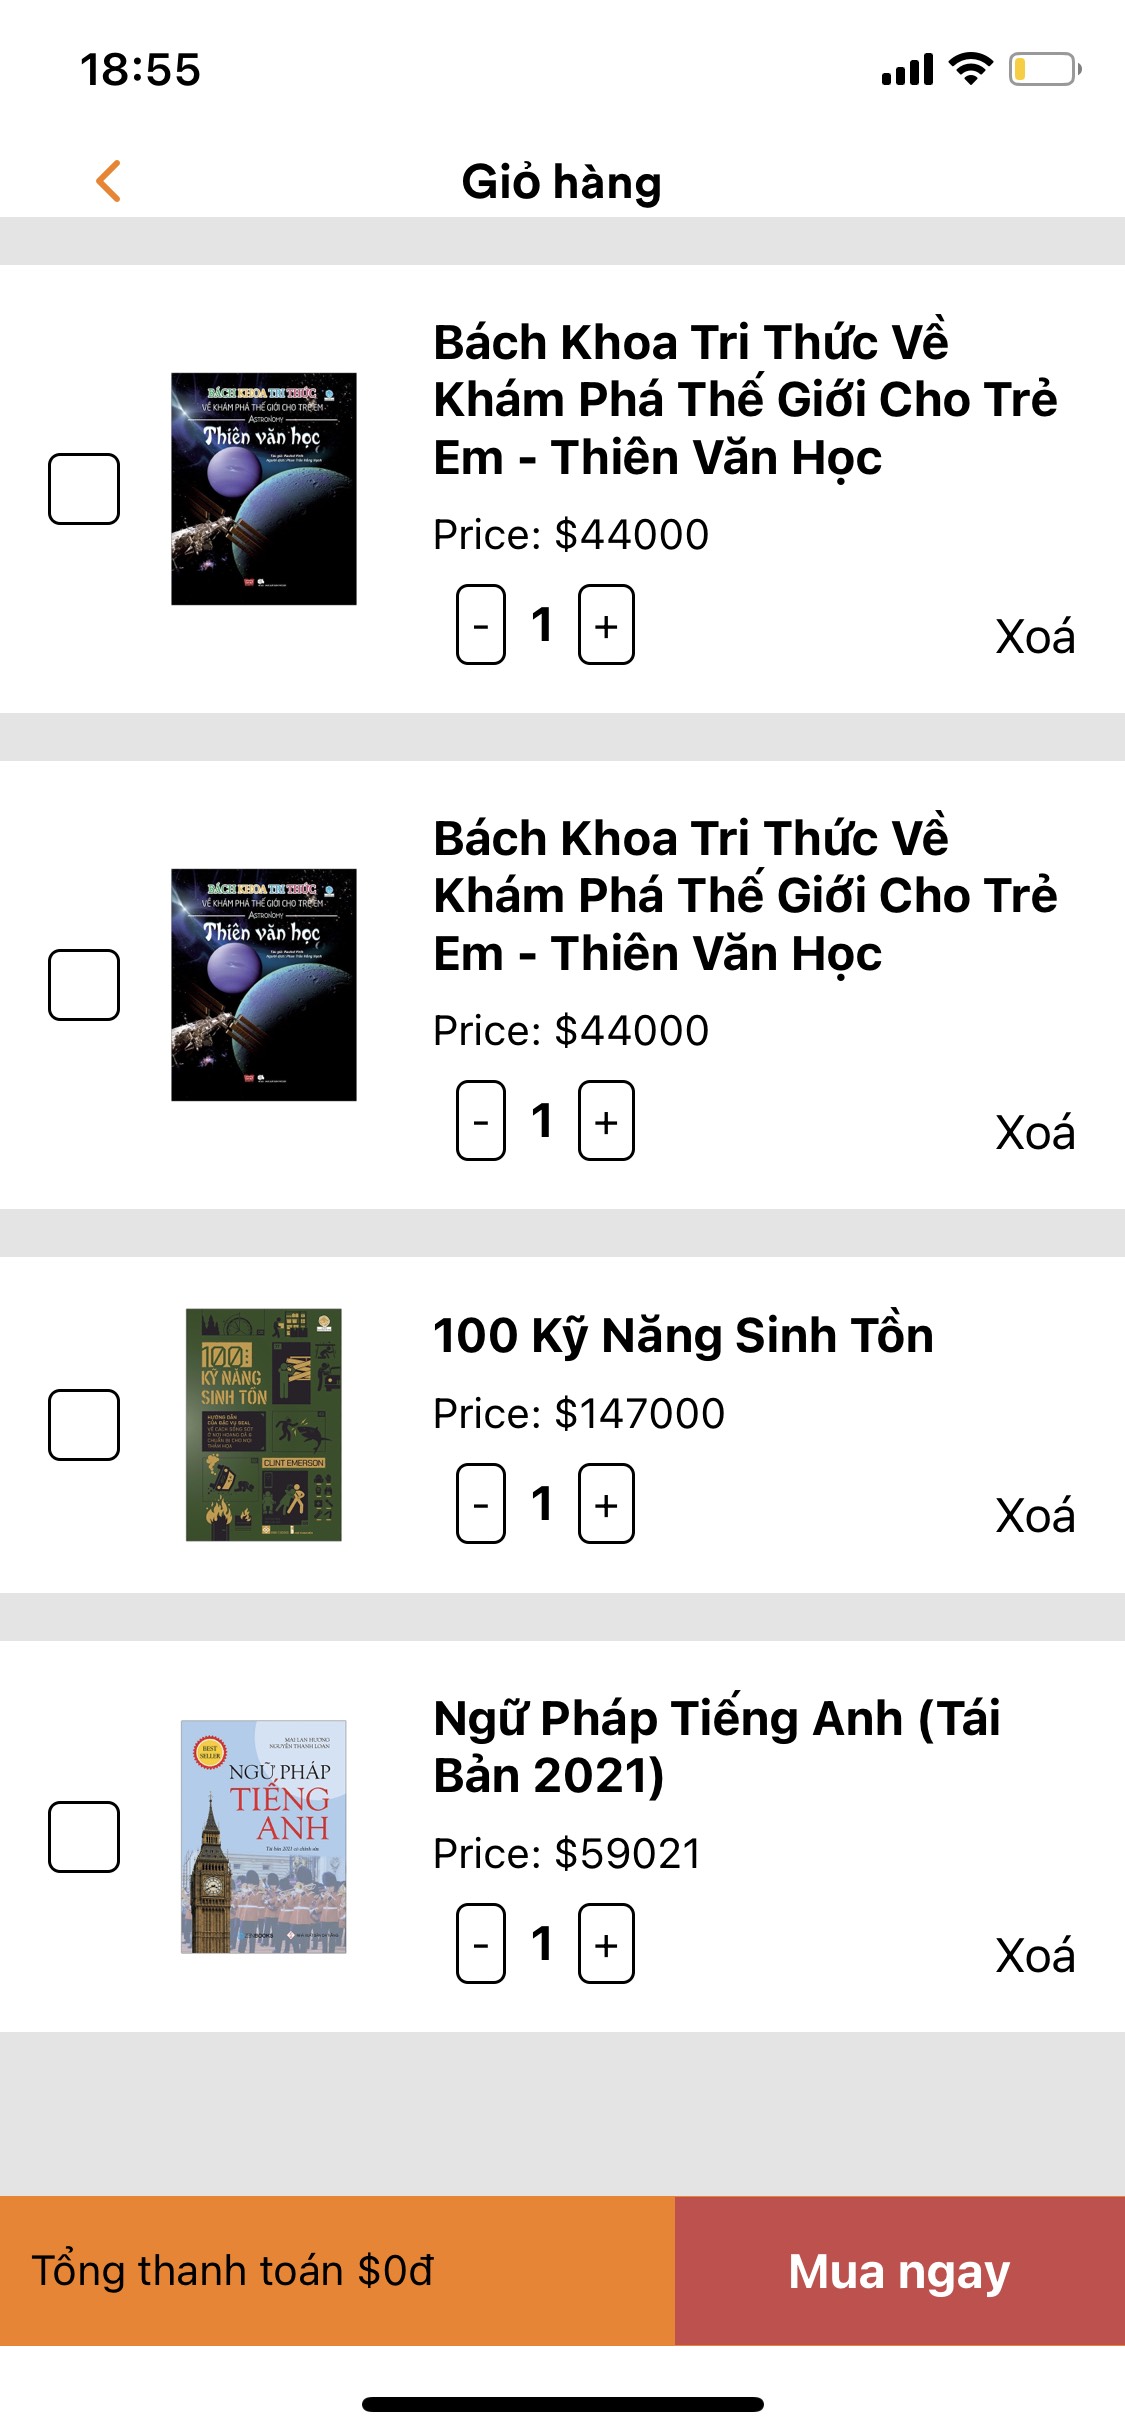 18:55
Giỏ hàng
BÁCH KHOA TRI THỨC
VỀ KHÁM PHÁ THẾ GIỚI CHO TRẺ EM
ASTRONOMY
Thiên văn học
Bách Khoa Tri Thức Về
Khám Phá Thế Giới Cho Trẻ
Em - Thiên Văn Học
Price: $44000
- 1 +
Xoá
BÁCH KHOA TRI THỨC
VỀ KHÁM PHÁ THẾ GIỚI CHO TRẺ EM
ASTRONOMY
Thiên văn học
Bách Khoa Tri Thức Về
Khám Phá Thế Giới Cho Trẻ
Em - Thiên Văn Học
Price: $44000
- 1 +
Xoá
100
KỸ NĂNG
SINH TỒN
HƯỚNG DẪN
CỦA ĐẶC VỤ SEAL
CLINT EMERSON
100 Kỹ Năng Sinh Tồn
Price: $147000
- 1 +
Xoá
BEST
SELLER
MAI LAN HƯƠNG
NGUYỄN THANH LOAN
NGỮ PHÁP
TIẾNG
ANH
Ngữ Pháp Tiếng Anh (Tái
Bản 2021)
Price: $59021
- 1 +
Xoá
Tổng thanh toán $0đ
Mua ngay